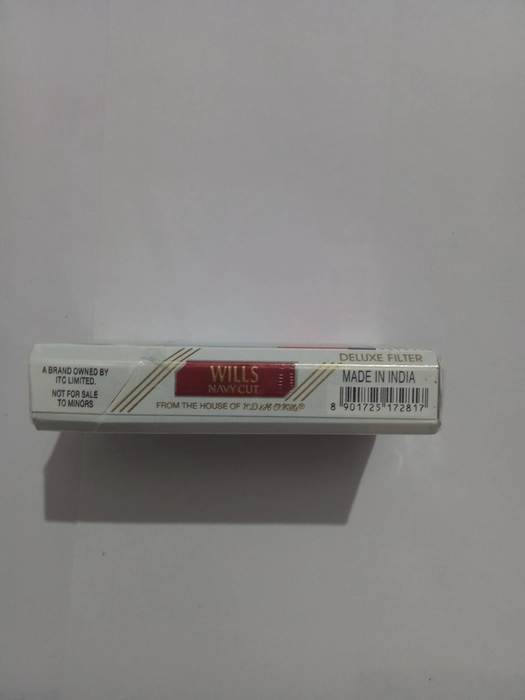 A BRAND OWNED BY
ITC LIMITED.
NOT FOR SALE
TO MINORS
WILLS
NAVY CUT
FROM THE HOUSE OF W.D. & H.O. Wills®
DELUXE FILTER
MADE IN INDIA
8 901725 172817